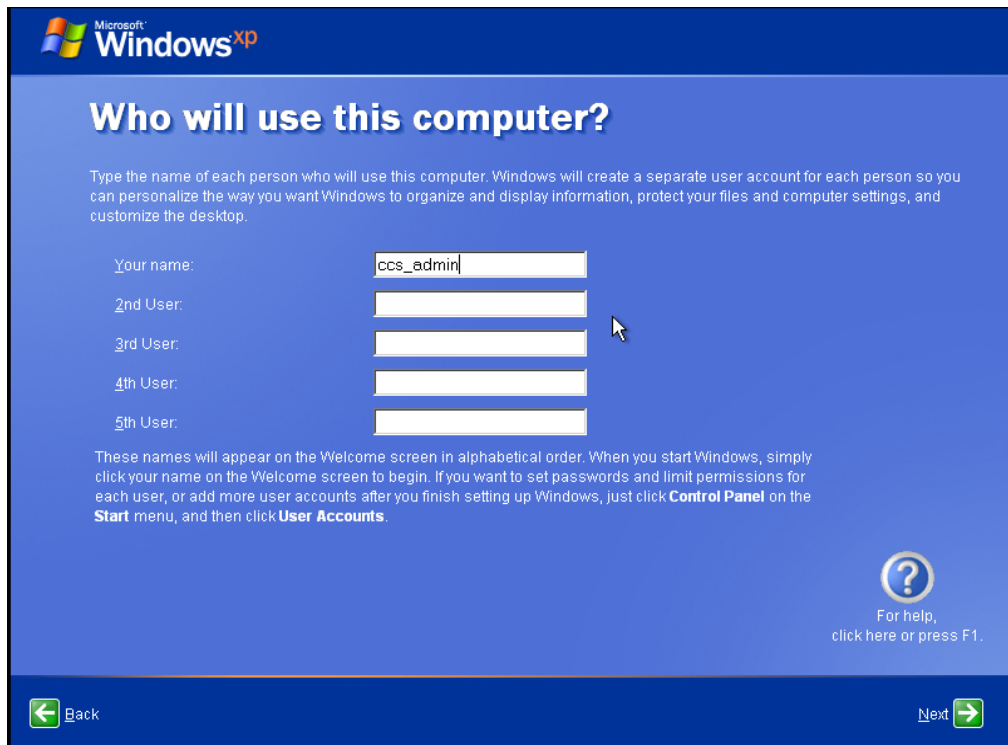 Microsoft
Windows xp
Who will use this computer?
Type the name of each person who will use this computer. Windows will create a separate user account for each person so you
can personalize the way you want Windows to organize and display information, protect your files and computer settings, and
customize the desktop.
Your name: ccs_admin
2nd User:
3rd User:
4th User:
5th User:
These names will appear on the Welcome screen in alphabetical order. When you start Windows, simply
click your name on the Welcome screen to begin. If you want to set passwords and limit permissions for
each user, or add more user accounts after you finish setting up Windows, just click Control Panel on the
Start menu, and then click User Accounts.
?
For help,
click here or press F1.
Back Next